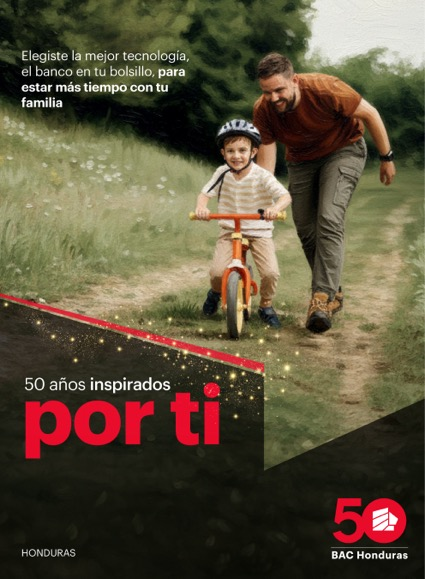 Elegiste la mejor tecnología,
el banco en tu bolsillo, para
estar más tiempo con tu
familia
50 años inspirados
por ti
50
BAC Honduras
HONDURAS